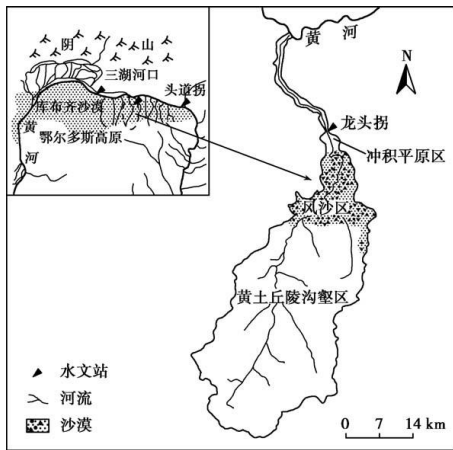 阴 山
三湖河口
头道拐
库布齐沙漠
鄂尔多斯高原
黄
河
黄 河
N
龙头拐
冲积平原区
风沙区
黄土丘陵沟壑区
水文站
河流
沙漠
0 7 14 km